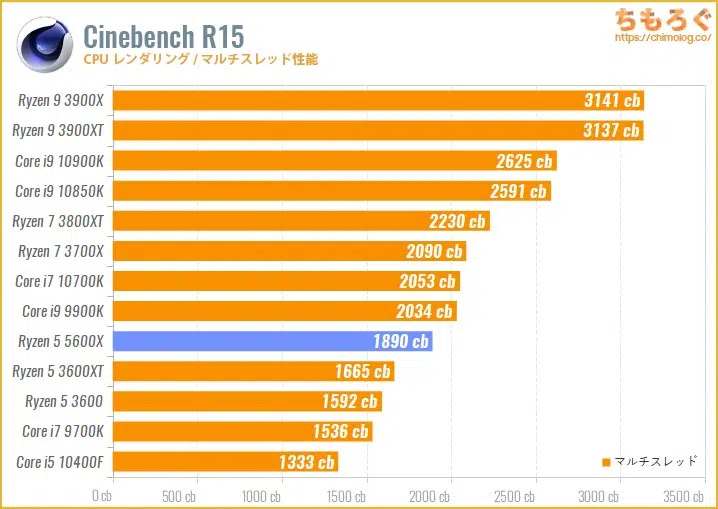 ちもろぐ
https://chimolog.co/
Cinebench R15
CPU レンダリング / マルチスレッド性能
Ryzen 9 3900X 3141 cb
Ryzen 9 3900XT 3137 cb
Core i9 10900K 2625 cb
Core i9 10850K 2591 cb
Ryzen 7 3800XT 2230 cb
Ryzen 7 3700X 2090 cb
Core i7 10700K 2053 cb
Core i9 9900K 2034 cb
Ryzen 5 5600X 1890 cb
Ryzen 5 3600XT 1665 cb
Ryzen 5 3600 1592 cb
Core i7 9700K 1536 cb
Core i5 10400F 1333 cb
マルチスレッド
0 cb 500 cb 1000 cb 1500 cb 2000 cb 2500 cb 3000 cb 3500 cb